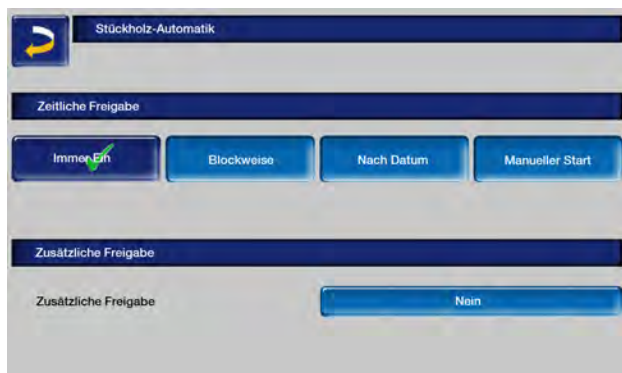 Stückholz-Automatik
Zeitliche Freigabe
Immer Ein Blockweise Nach Datum Manueller Start
Zusätzliche Freigabe
Zusätzliche Freigabe Nein